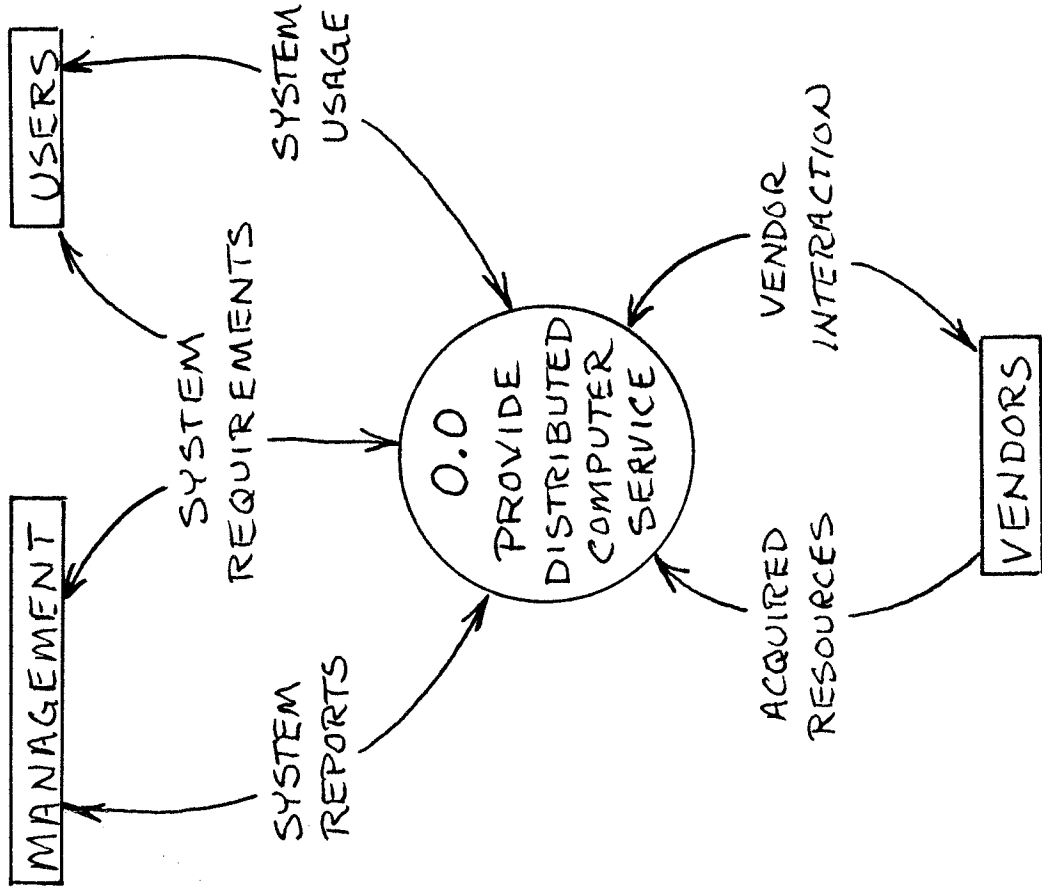 MANAGEMENT
USERS
SYSTEM
REQUIREMENTS
SYSTEM
REPORTS
SYSTEM
USAGE
0.0
PROVIDE
DISTRIBUTED
COMPUTER
SERVICE
ACQUIRED
RESOURCES
VENDOR
INTERACTION
VENDORS